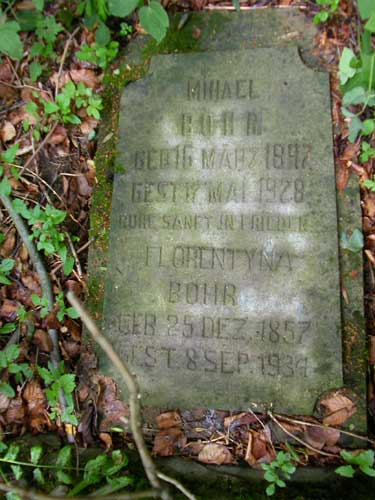 MIHAEL
BOHR
GEB 16 MÄRZ 1847
GEST 17 MAI 1928
RUHE SANFT IN FRIEDEN
FLORENTYNA
BOHR
GEB. 25 DEZ. 1857
GEST. 8 SEP. 1934